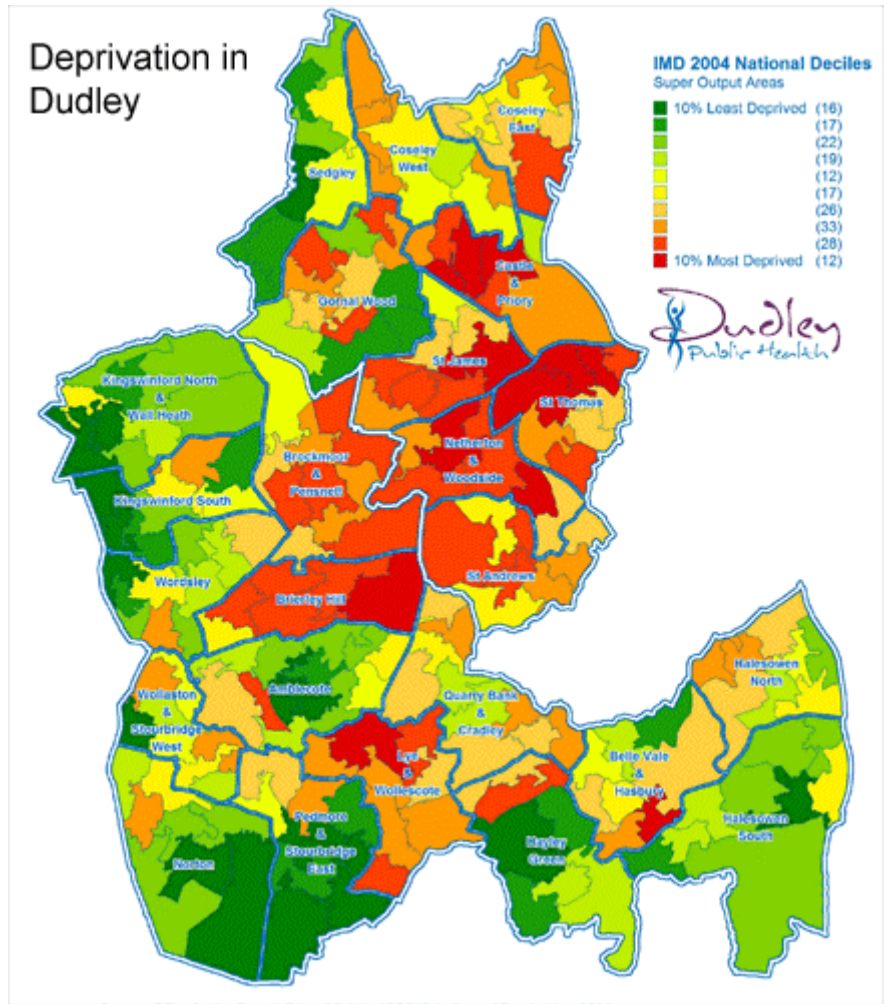 Deprivation in
Dudley
IMD 2004 National Deciles
Super Output Areas
10% Least Deprived (16)
(17)
(22)
(19)
(12)
(17)
(26)
(33)
(28)
10% Most Deprived (12)
Dudley
Public Health
Coseley
East
Coseley
West
Sedgley
Castle
&
Priory
Gornal Wood
St James
Kingswinford North
&
Wall Heath
St Thomas
Netherton
&
Woodside
Brockmoor
&
Pensnett
Kingswinford South
Wordsley
St Andrews
Brierley Hill
Amblecote
Quarry Bank
&
Cradley
Halesowen
North
Wollaston
&
Stourbridge
West
Lye
&
Wollescote
Belle Vale
&
Hasbury
Halesowen
South
Pedmore
&
Stourbridge
East
Hayley
Green
Norton